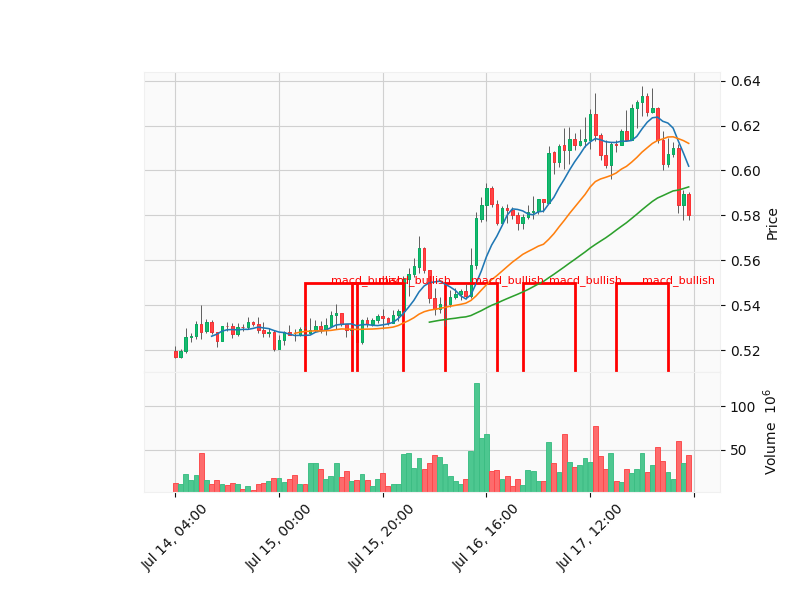 0.64
0.62
0.60
0.58
0.56
0.54
0.52
Price
macd_bullish
macd_bullish
macd_bullish
macd_bullish
macd_bullish
100
50
Volume 10^6
Jul 14, 04:00
Jul 15, 00:00
Jul 15, 20:00
Jul 16, 16:00
Jul 17, 12:00